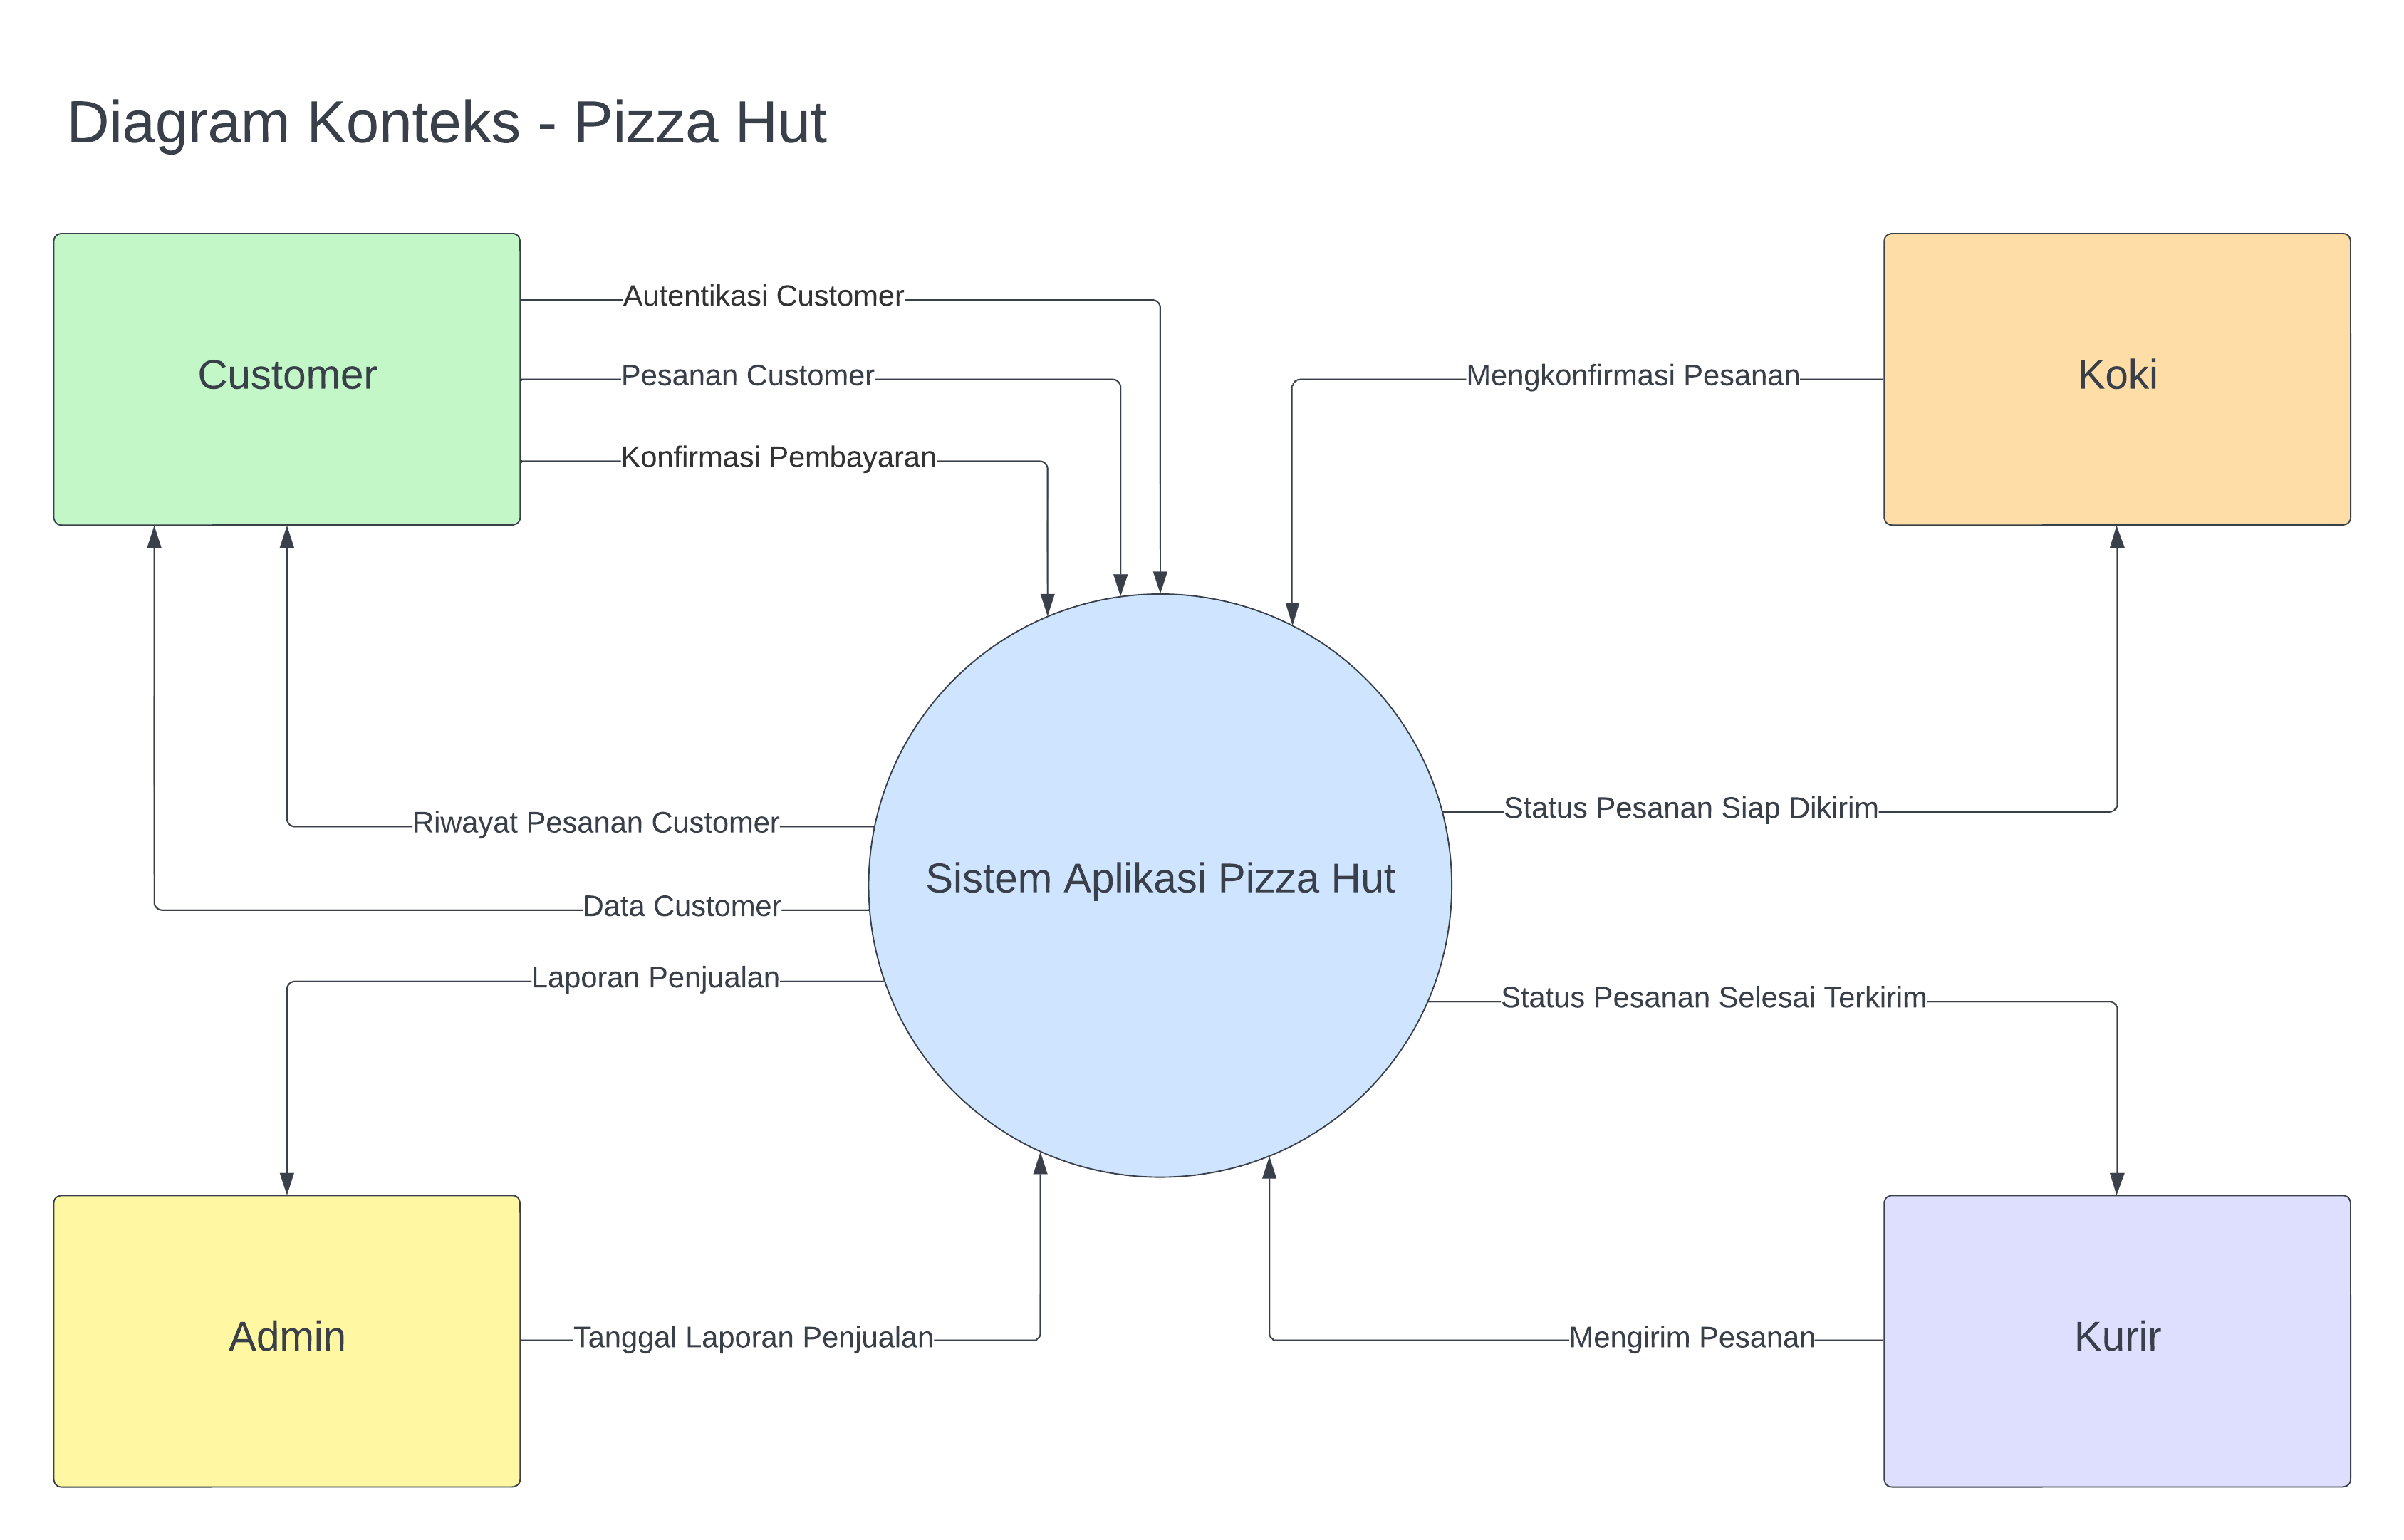 Diagram Konteks - Pizza Hut
Customer
Autentikasi Customer
Pesanan Customer
Konfirmasi Pembayaran
Mengkonfirmasi Pesanan
Koki
Riwayat Pesanan Customer
Data Customer
Laporan Penjualan
Sistem Aplikasi Pizza Hut
Status Pesanan Siap Dikirim
Status Pesanan Selesai Terkirim
Admin
Tanggal Laporan Penjualan
Mengirim Pesanan
Kurir